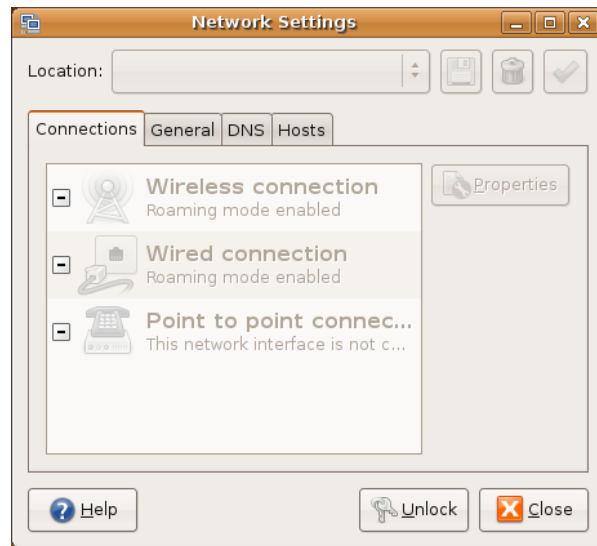 Network Settings
Location:
Connections General DNS Hosts
Wireless connection
Roaming mode enabled
Properties
Wired connection
Roaming mode enabled
Point to point connec...
This network interface is not c...
Help Unlock Close